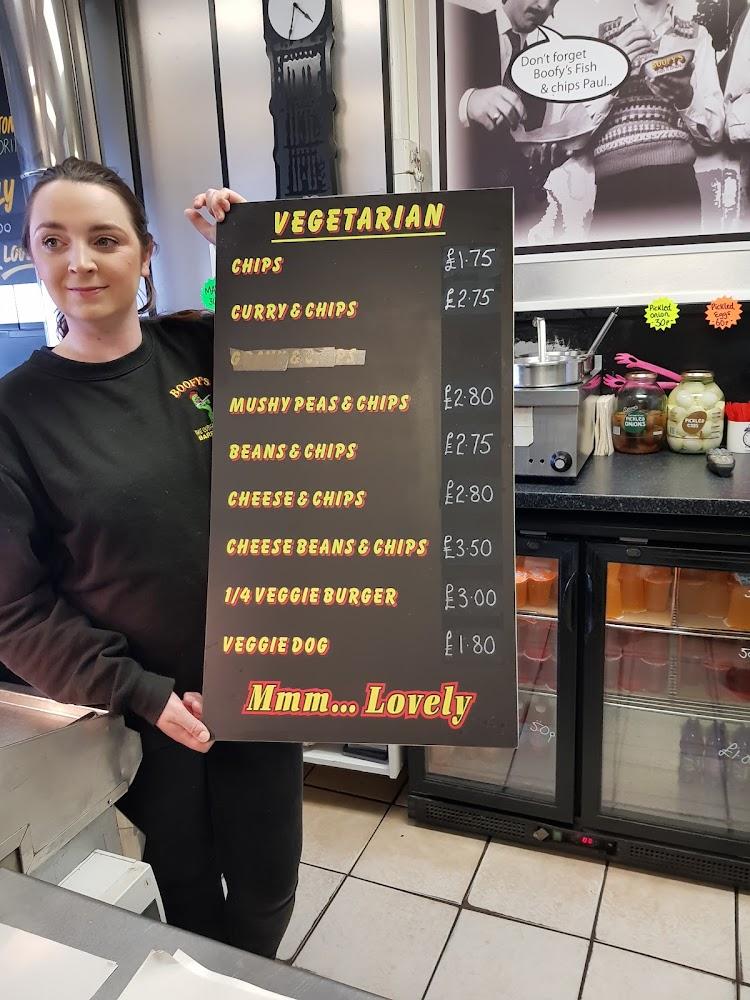 Don't forget
Boofy's Fish
& chips Paul..
BOOFY'S
VEGETARIAN
CHIPS £1.75
CURRY & CHIPS £2.75
MUSHY PEAS & CHIPS £2.80
BEANS & CHIPS £2.75
CHEESE & CHIPS £2.80
CHEESE BEANS & CHIPS £3.50
1/4 VEGGIE BURGER £3.00
VEGGIE DOG £1.80
Mmm... Lovely
BOOFY'S
Pickled
onion
30p
Pickled
Eggs
60p
PICKLED
ONIONS
PICKLED
EGGS
50p